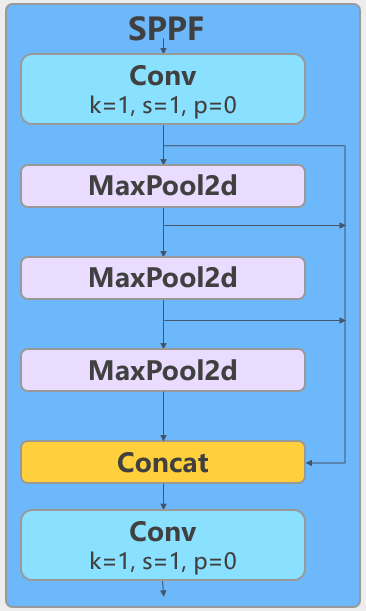 SPPF
Conv
k=1, s=1, p=0
MaxPool2d
MaxPool2d
MaxPool2d
Concat
Conv
k=1, s=1, p=0